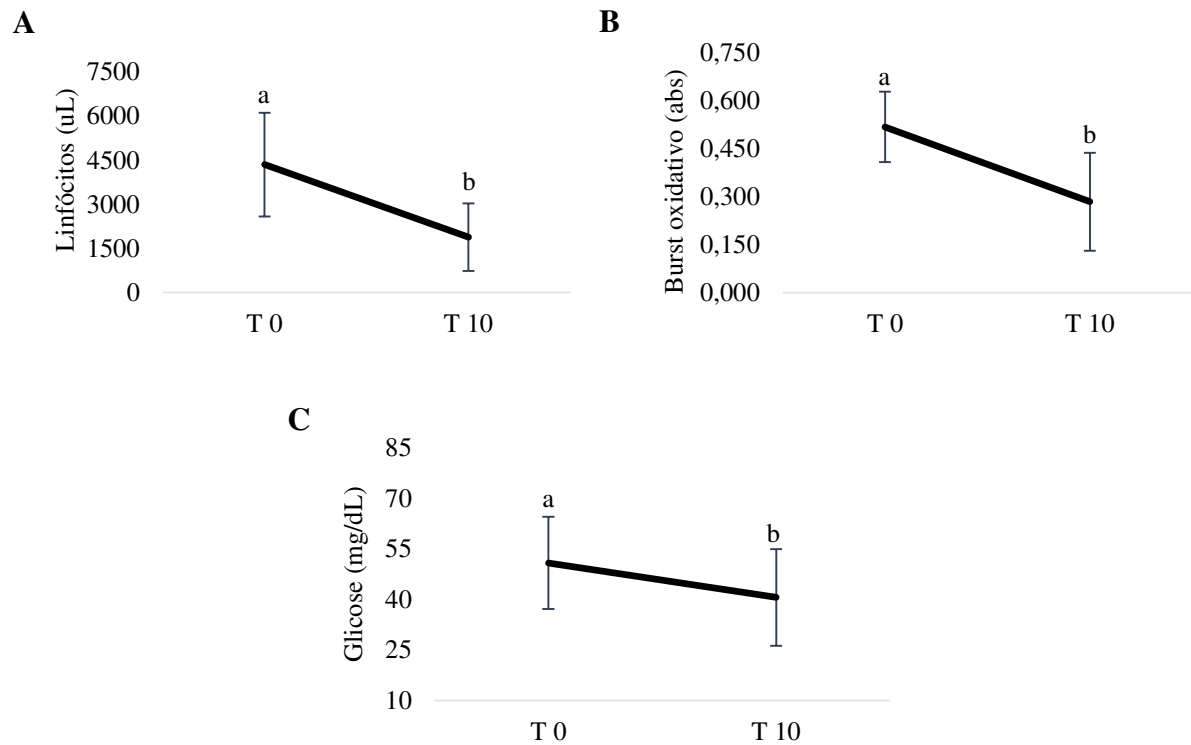 A
Linfócitos (uL)
7500
6000
4500
3000
1500
0
a
b
T 0 T 10
B
Burst oxidativo (abs)
0,750
0,600
0,450
0,300
0,150
0,000
a
b
T 0 T 10
C
Glicose (mg/dL)
85
70
55
40
25
10
a
b
T 0 T 10